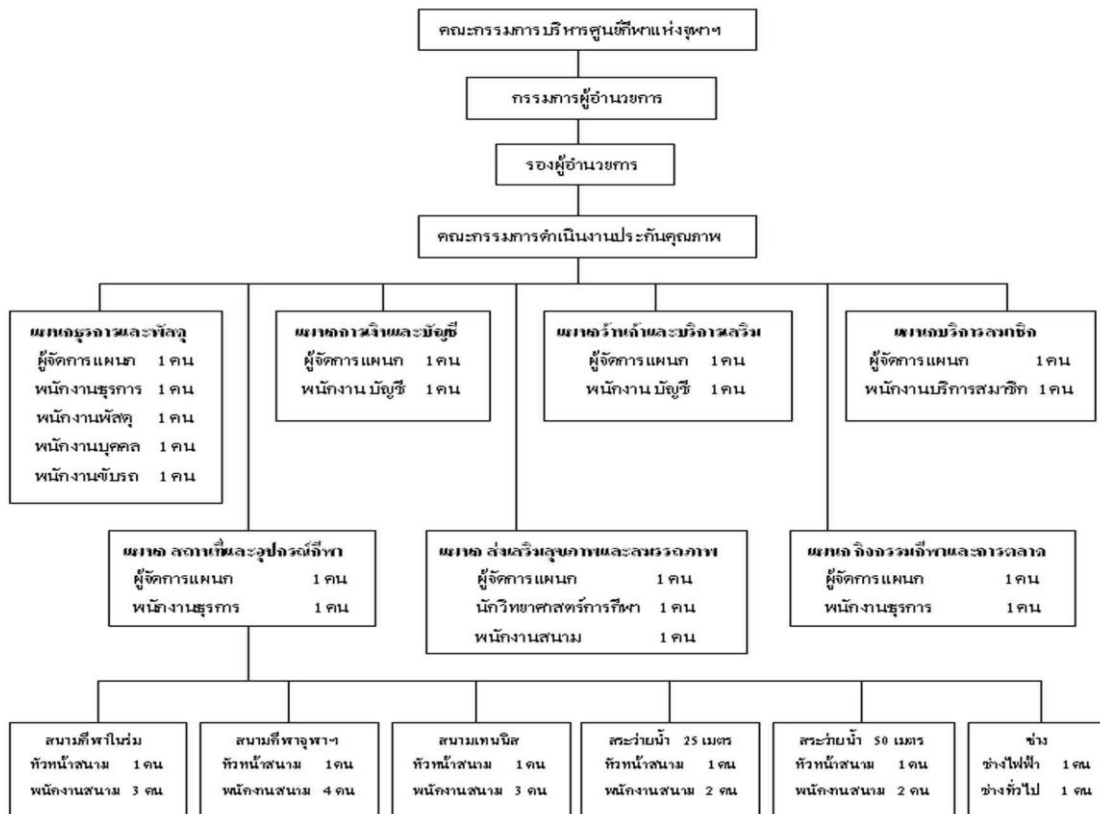 คณะกรรมการบริหารศูนย์กีฬาแห่งจุฬาฯ
กรรมการผู้อำนวยการ
รองผู้อำนวยการ
คณะกรรมการดำเนินงานประกันคุณภาพ
แผนกธุรการและพัสดุ
ผู้จัดการแผนก 1 คน
พนักงานธุรการ 1 คน
พนักงานพัสดุ 1 คน
พนักงานบุคคล 1 คน
พนักงานขับรถ 1 คน
แผนกการเงินและบัญชี
ผู้จัดการแผนก 1 คน
พนักงาน บัญชี 1 คน
แผนกร้านค้าและบริการเสริม
ผู้จัดการแผนก 1 คน
พนักงาน บัญชี 1 คน
แผนกบริการสมาชิก
ผู้จัดการแผนก 1 คน
พนักงานบริการสมาชิก 1 คน
แผนก สถานที่และอุปกรณ์กีฬา
ผู้จัดการแผนก 1 คน
พนักงานธุรการ 1 คน
แผนก ส่งเสริมสุขภาพและสมรรถภาพ
ผู้จัดการแผนก 1 คน
นักวิทยาศาสตร์การกีฬา 1 คน
พนักงานสนาม 1 คน
แผนก กิจกรรมกีฬาและการตลาด
ผู้จัดการแผนก 1 คน
พนักงานธุรการ 1 คน
สนามกีฬาในร่ม
หัวหน้าสนาม 1 คน
พนักงานสนาม 3 คน
สนามกีฬาจุฬาฯ
หัวหน้าสนาม 1 คน
พนักงานสนาม 4 คน
สนามเทนนิส
หัวหน้าสนาม 1 คน
พนักงานสนาม 3 คน
สระว่ายน้ำ 25 เมตร
หัวหน้าสนาม 1 คน
พนักงานสนาม 2 คน
สระว่ายน้ำ 50 เมตร
หัวหน้าสนาม 1 คน
พนักงานสนาม 2 คน
ช่าง
ช่างไฟฟ้า 1 คน
ช่างทั่วไป 1 คน